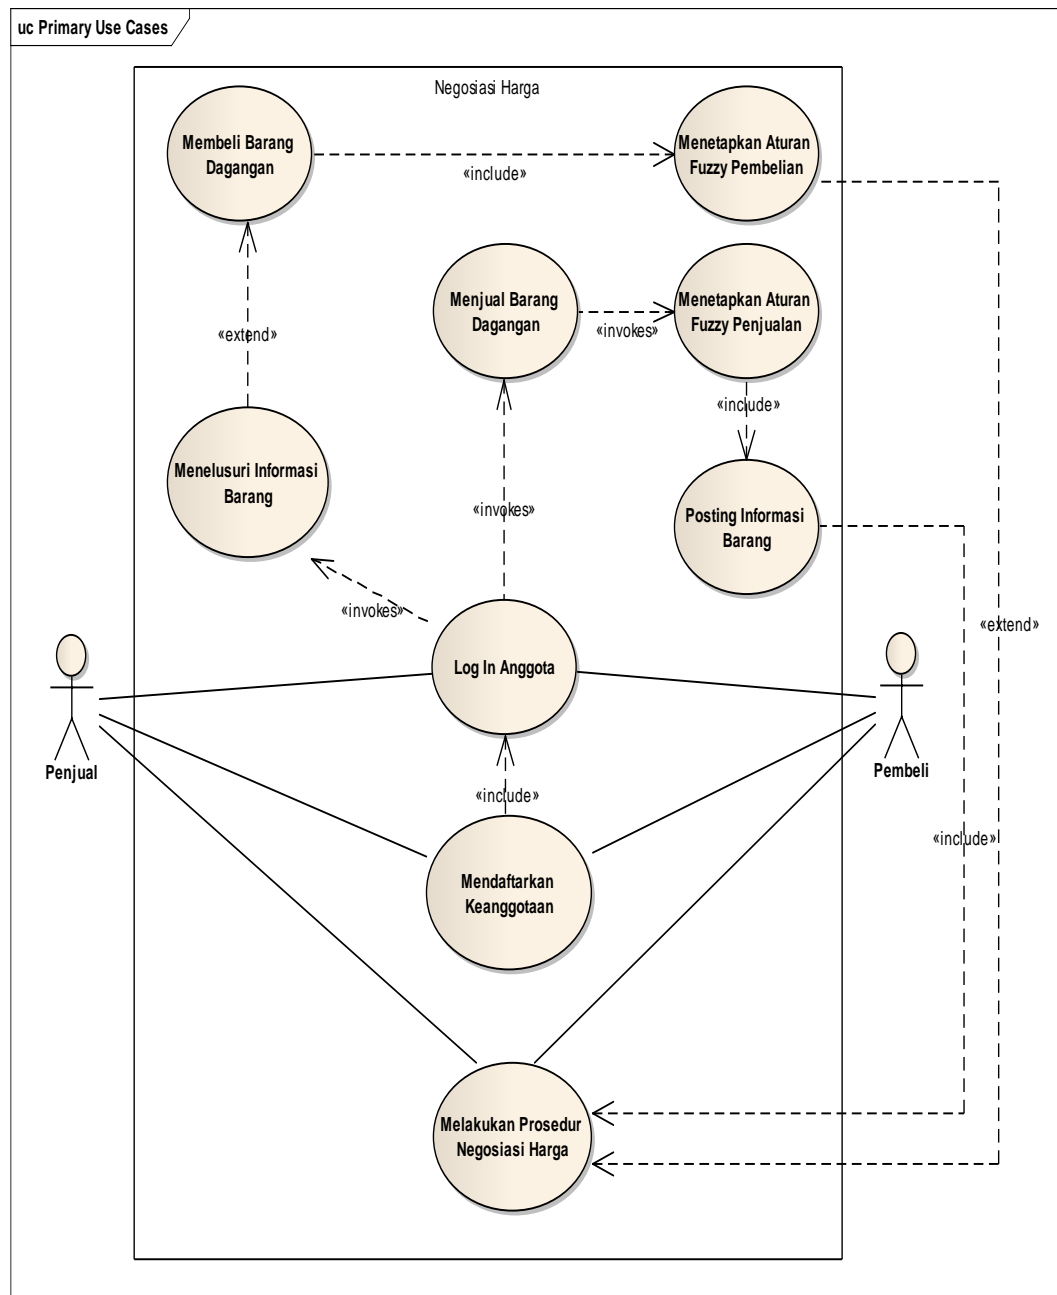 uc Primary Use Cases
Negosiasi Harga
Membeli Barang
Dagangan
«include»
Menetapkan Aturan
Fuzzy Pembelian
Menjual Barang
Dagangan
«invokes»
Menetapkan Aturan
Fuzzy Penjualan
«extend»
«include»
Menelusuri Informasi
Barang
«invokes»
Posting Informasi
Barang
«invokes»
«extend»
Log In Anggota
Penjual
Pembeli
«include»
«include»
Mendaftarkan
Keanggotaan
Melakukan Prosedur
Negosiasi Harga